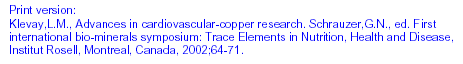 Print version:
Klevay,L.M., Advances in cardiovascular-copper research. Schrauzer,G.N., ed. First
international bio-minerals symposium: Trace Elements in Nutrition, Health and Disease,
Institut Rosell, Montreal, Canada, 2002;64-71.